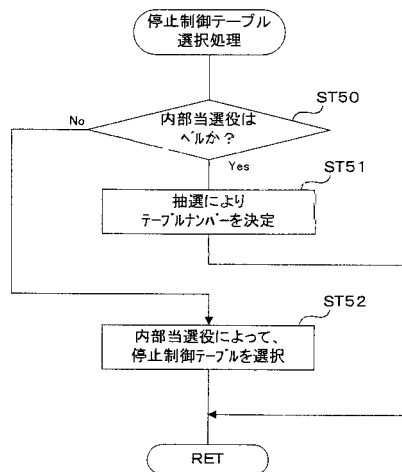 停止制御テーブル
選択処理
ST50
内部当選役は
ベルか?
No
Yes
ST51
抽選により
テーブルナンバーを決定
ST52
内部当選役によって、
停止制御テーブルを選択
RET